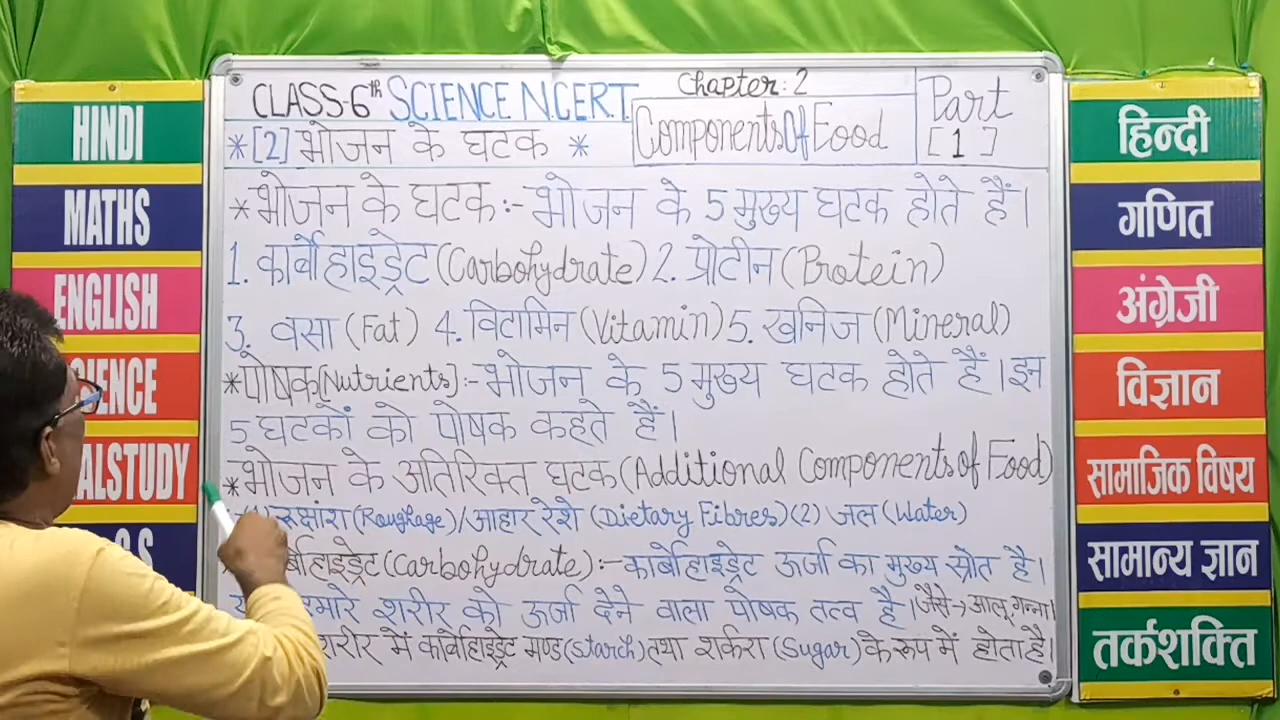 CLASS-6th SCIENCE N.C.E.R.T. Chapter:2
*[2] भोजन के घटक * Components Of Food Part [1]
*भोजन के घटक:- भोजन के 5 मुख्य घटक होते हैं।
1. कार्बोहाइड्रेट (Carbohydrate) 2. प्रोटीन (Protein)
3. वसा (Fat) 4. विटामिन (Vitamin) 5. खनिज (Mineral)
*पोषक[Nutrients]:- भोजन के 5 मुख्य घटक होते हैं। इन
5 घटकों को पोषक कहते हैं।
*भोजन के अतिरिक्त घटक (Additional Components of Food)
रुक्षांश (Roughage)/आहार रेशे (Dietary Fibres) (2) जल (Water)
(Carbohydrate):- कार्बोहाइड्रेट ऊर्जा का मुख्य स्रोत है।
हमारे शरीर को ऊर्जा देने वाला पोषक तत्व है। जैसे→ आलू, गन्ना।
शरीर में कार्बोहाइड्रेट मण्ड (Starch) तथा शर्करा (Sugar) के रूप में होता है।
HINDI
MATHS
ENGLISH
हिन्दी
गणित
अंग्रेजी
विज्ञान
सामाजिक विषय
सामान्य ज्ञान
तर्कशक्ति